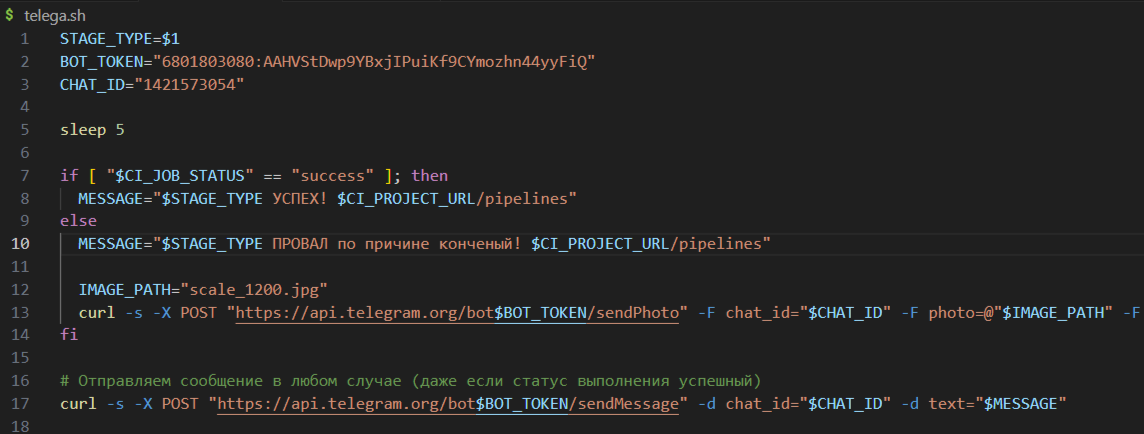 $ telega.sh
1 STAGE_TYPE=$1
2 BOT_TOKEN="6801803080:AAHVStDwp9YBxjIPuiKf9CYmozhn44yyFiQ"
3 CHAT_ID="1421573054"
4
5 sleep 5
6
7 if [ "$CI_JOB_STATUS" == "success" ]; then
8 MESSAGE="$STAGE_TYPE УСПЕХ! $CI_PROJECT_URL/pipelines"
9 else
10 MESSAGE="$STAGE_TYPE ПРОВАЛ по причине конченый! $CI_PROJECT_URL/pipelines"
11
12 IMAGE_PATH="scale_1200.jpg"
13 curl -s -X POST "https://api.telegram.org/bot$BOT_TOKEN/sendPhoto" -F chat_id="$CHAT_ID" -F photo=@"$IMAGE_PATH" -F
14 fi
15
16 # Отправляем сообщение в любом случае (даже если статус выполнения успешный)
17 curl -s -X POST "https://api.telegram.org/bot$BOT_TOKEN/sendMessage" -d chat_id="$CHAT_ID" -d text="$MESSAGE"
18